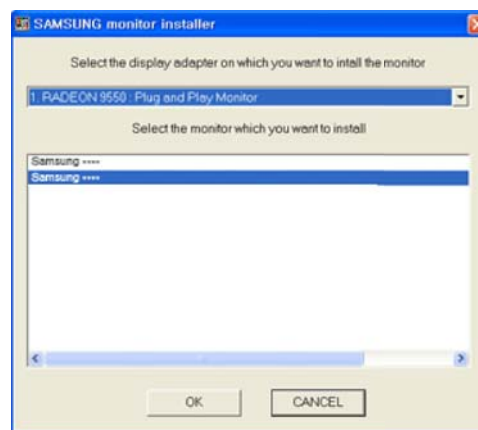 SAMSUNG monitor installer
Select the display adapter on which you want to intall the monitor
1. RADEON 9550 : Plug and Play Monitor
Select the monitor which you want to install
Samsung ****
Samsung ****
OK
CANCEL